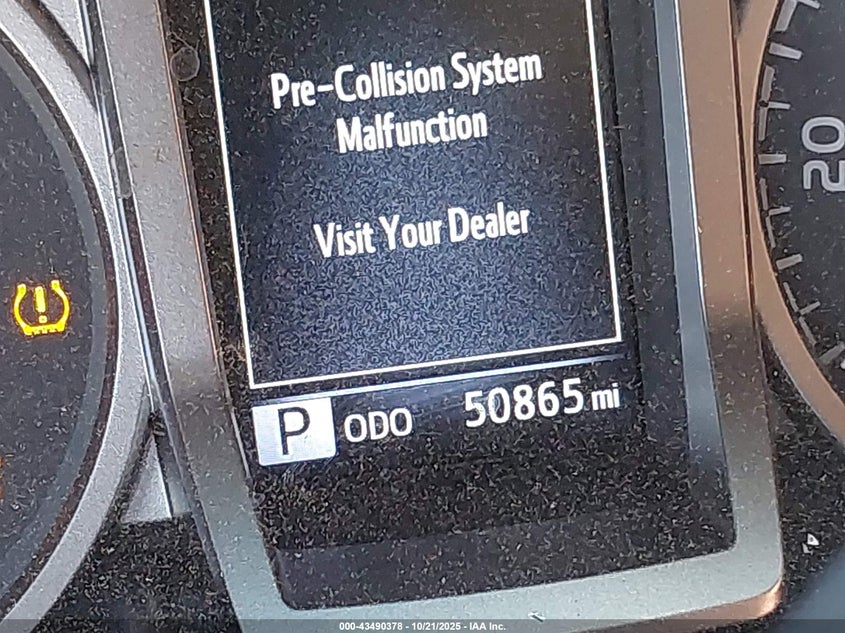 Pre-Collision System
Malfunction
Visit Your Dealer
P ODO 50865 mi
20
000-43490378 - 10/21/2025 - IAA Inc.